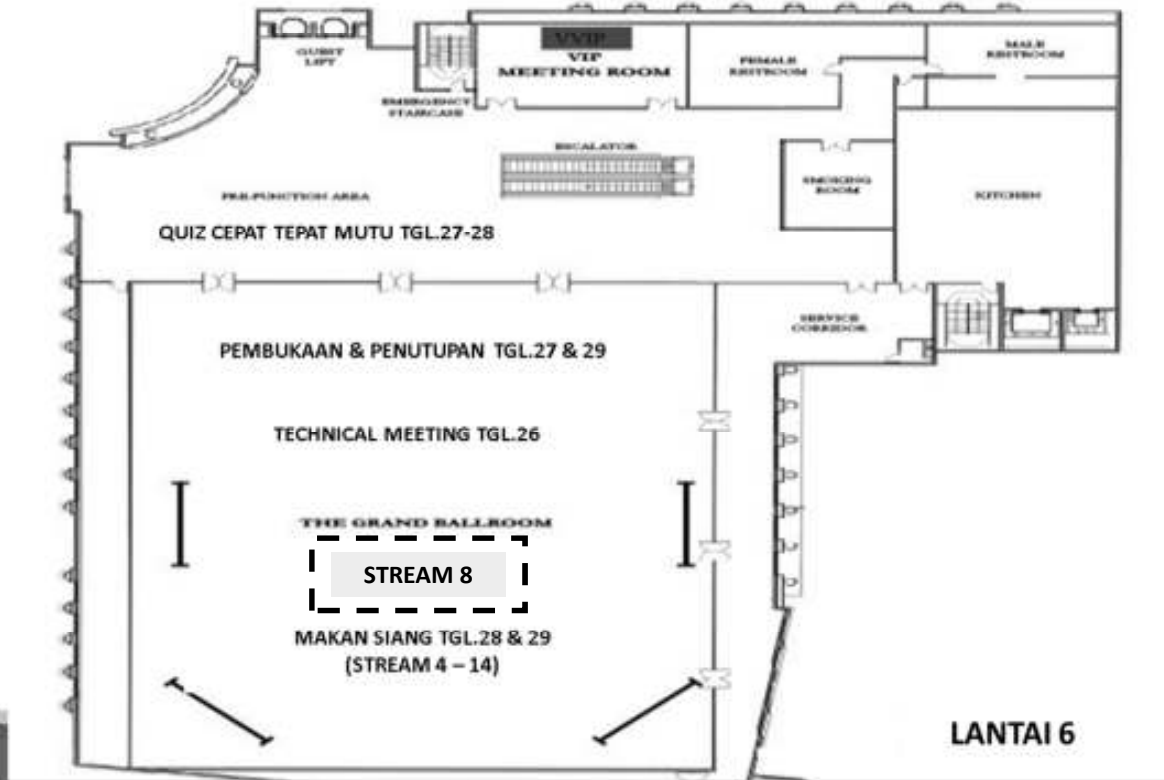 GUEST
LIFT
VVIP
VIP
MEETING ROOM
FEMALE
RESTROOM
MALE
RESTROOM
EMERGENCY
STAIRCASE
ESCALATOR
SMOKING
ROOM
KITCHEN
PRE-FUNCTION AREA
QUIZ CEPAT TEPAT MUTU TGL.27-28
SERVICE
CORRIDOR
PEMBUKAAN & PENUTUPAN TGL.27 & 29
TECHNICAL MEETING TGL.26
THE GRAND BALLROOM
STREAM 8
MAKAN SIANG TGL.28 & 29
(STREAM 4 – 14)
LANTAI 6